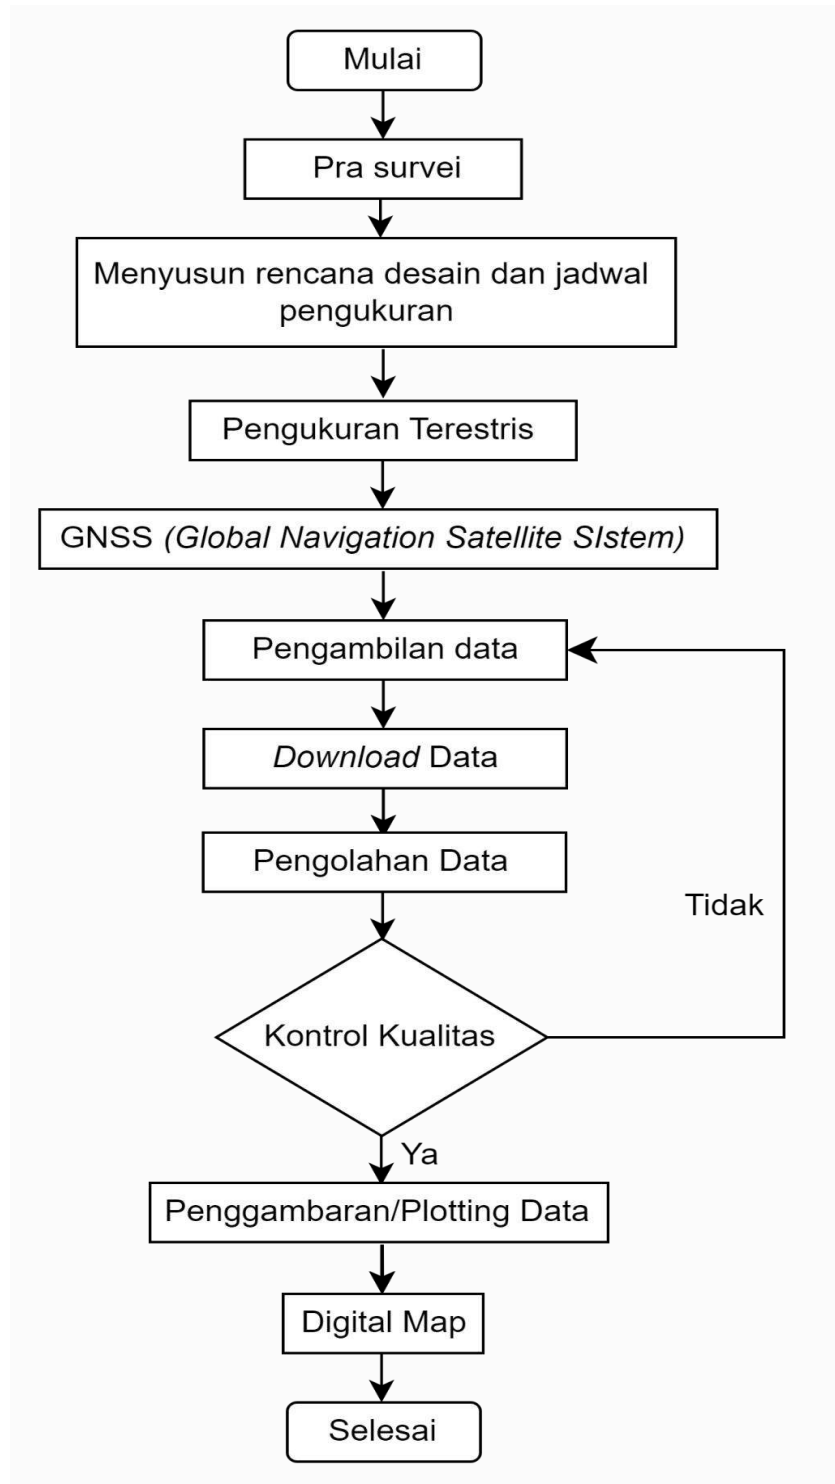 Mulai
Pra survei
Menyusun rencana desain dan jadwal
pengukuran
Pengukuran Terestris
GNSS (Global Navigation Satellite SIstem)
Pengambilan data
Download Data
Pengolahan Data
Tidak
Kontrol Kualitas
Ya
Penggambaran/Plotting Data
Digital Map
Selesai